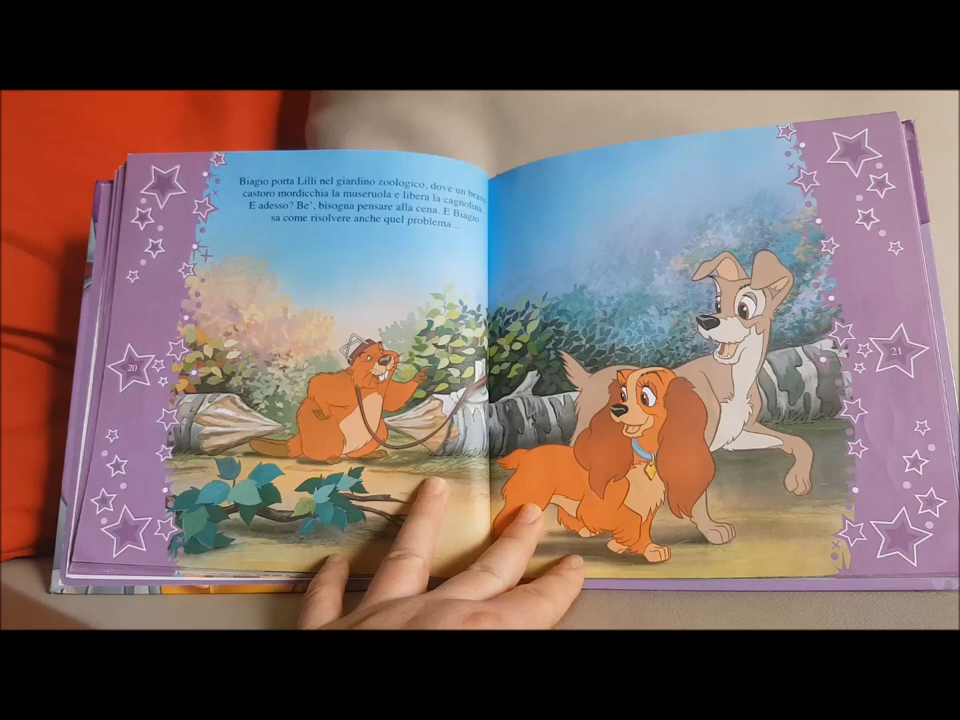 Biagio porta Lilli nel giardino zoologico, dove un bravo
castoro mordicchia la museruola e libera la cagnolina.
E adesso? Be', bisogna pensare alla cena. E Biagio
sa come risolvere anche quel problema...
20
21